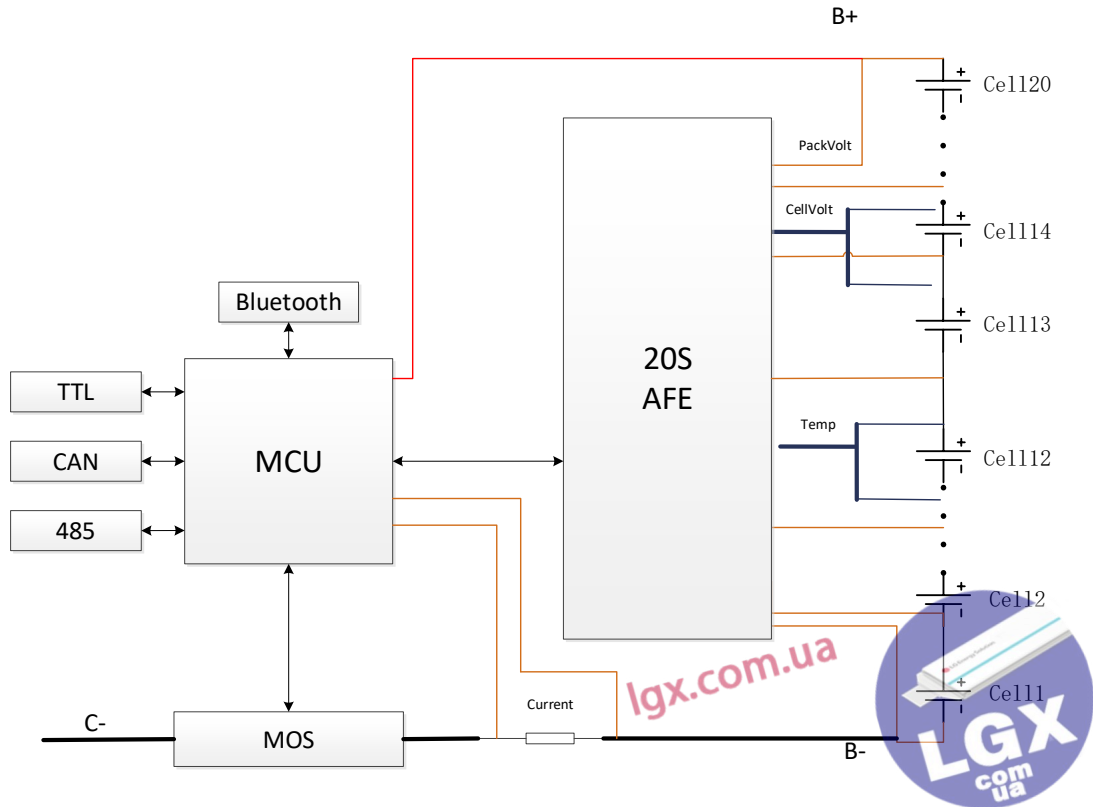 B+
Cell20
PackVolt
CellVolt
Cell14
Bluetooth
Cell13
20S
AFE
TTL
Temp
CAN
MCU
Cell12
485
Cell2
lgx.com.ua
Cell1
Current
C-
MOS
B-
LGX
com
ua